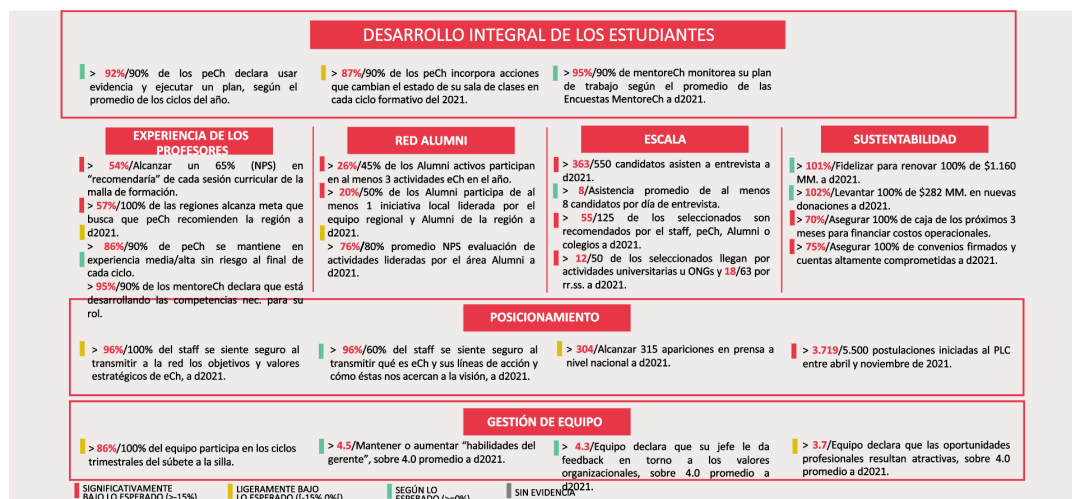 DESARROLLO INTEGRAL DE LOS ESTUDIANTES
> 92%/90% de los peCh declara usar
evidencia y ejecutar un plan, según el
promedio de los ciclos del año.
> 87%/90% de los peCh incorpora acciones
que cambian el estado de su sala de clases en
cada ciclo formativo del 2021.
> 95%/90% de mentoreCh monitorea su plan
de trabajo según el promedio de las
Encuestas MentoreCh a d2021.
EXPERIENCIA DE LOS
PROFESORES
> 54%/Alcanzar un 65% (NPS) en
“recomendaría” de cada sesión curricular de la
malla de formación.
> 57%/100% de las regiones alcanza meta que
busca que peCh recomienden la región a
d2021.
> 86%/90% de peCh se mantiene en
experiencia media/alta sin riesgo al final de
cada ciclo.
> 95%/90% de los mentoreCh declara que está
desarrollando las competencias nec. para su
rol.
RED ALUMNI
> 26%/45% de los Alumni activos participan
en al menos 3 actividades eCh en el año.
> 20%/50% de los Alumni participa de al
menos 1 iniciativa local liderada por el
equipo regional y Alumni de la región a
d2021.
> 76%/80% promedio NPS evaluación de
actividades lideradas por el área Alumni a
d2021.
ESCALA
> 363/550 candidatos asisten a entrevista a
d2021.
> 8/Asistencia promedio de al menos
8 candidatos por día de entrevista.
> 55/125 de los seleccionados son
recomendados por el staff, peCh, Alumni o
colegios a d2021.
> 12/50 de los seleccionados llegan por
actividades universitarias u ONGs y 18/63 por
rr.ss. a d2021.
SUSTENTABILIDAD
> 101%/Fidelizar para renovar 100% de $1.160
MM. a d2021.
> 102%/Levantar 100% de $282 MM. en nuevas
donaciones a d2021.
> 70%/Asegurar 100% de caja de los próximos 3
meses para financiar costos operacionales.
> 75%/Asegurar 100% de convenios firmados y
cuentas altamente comprometidas a d2021.
POSICIONAMIENTO
> 96%/100% del staff se siente seguro al
transmitir a la red los objetivos y valores
estratégicos de eCh, a d2021.
> 96%/60% del staff se siente seguro al
transmitir qué es eCh y sus líneas de acción y
cómo éstas nos acercan a la visión, a d2021.
> 304/Alcanzar 315 apariciones en prensa a
nivel nacional a d2021.
> 3.719/5.500 postulaciones iniciadas al PLC
entre abril y noviembre de 2021.
GESTIÓN DE EQUIPO
> 86%/100% del equipo participa en los ciclos
trimestrales del súbete a la silla.
> 4.5/Mantener o aumentar “habilidades del
gerente”, sobre 4.0 promedio a d2021.
> 4.3/Equipo declara que su jefe le da
feedback en torno a los valores
organizacionales, sobre 4.0 promedio a
d2021.
> 3.7/Equipo declara que las oportunidades
profesionales resultan atractivas, sobre 4.0
promedio a d2021.
SIGNIFICATIVAMENTE
BAJO LO ESPERADO (>-15%)
LIGERAMENTE BAJO
LO ESPERADO ([-15%,0%[)
SEGÚN LO
ESPERADO (>=0%)
SIN EVIDENCIA